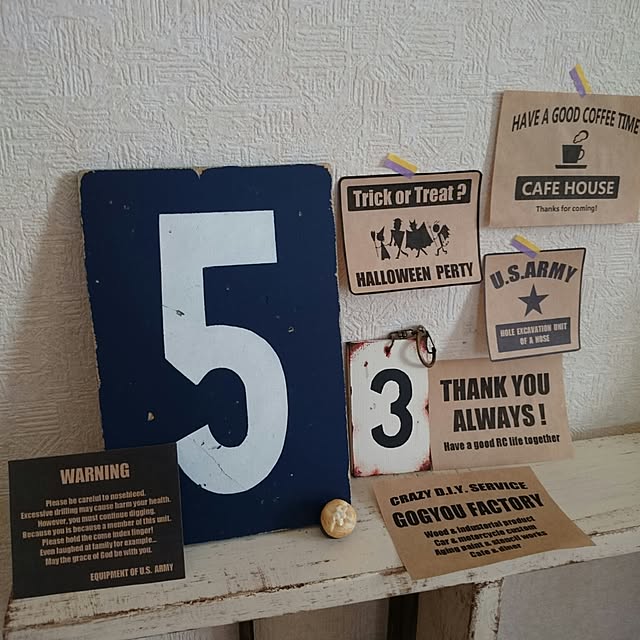 HAVE A GOOD COFFEE TIME
CAFE HOUSE
Thanks for coming!
Trick or Treat ?
HALLOWEEN PERTY
U.S.ARMY
HOLE EXCAVATION UNIT
OF A NOSE
5
3
THANK YOU
ALWAYS !
Have a good RC life together
WARNING
Please be careful to nosebleed.
Excessive drilling may cause harm your health.
However, you must continue digging.
Because you are a member of this unit.
Please hold the come index finger!
Even laughed at family for example..
May the grace of God be with you.
EQUIPMENT OF U.S. ARMY
CRAZY D.I.Y. SERVICE
GOGYOU FACTORY
Wood & industorial product
Car & motorcycle custom
Aging paint & stencil works
Cafe & diner